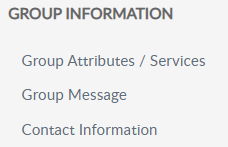 GROUP INFORMATION
Group Attributes / Services
Group Message
Contact Information